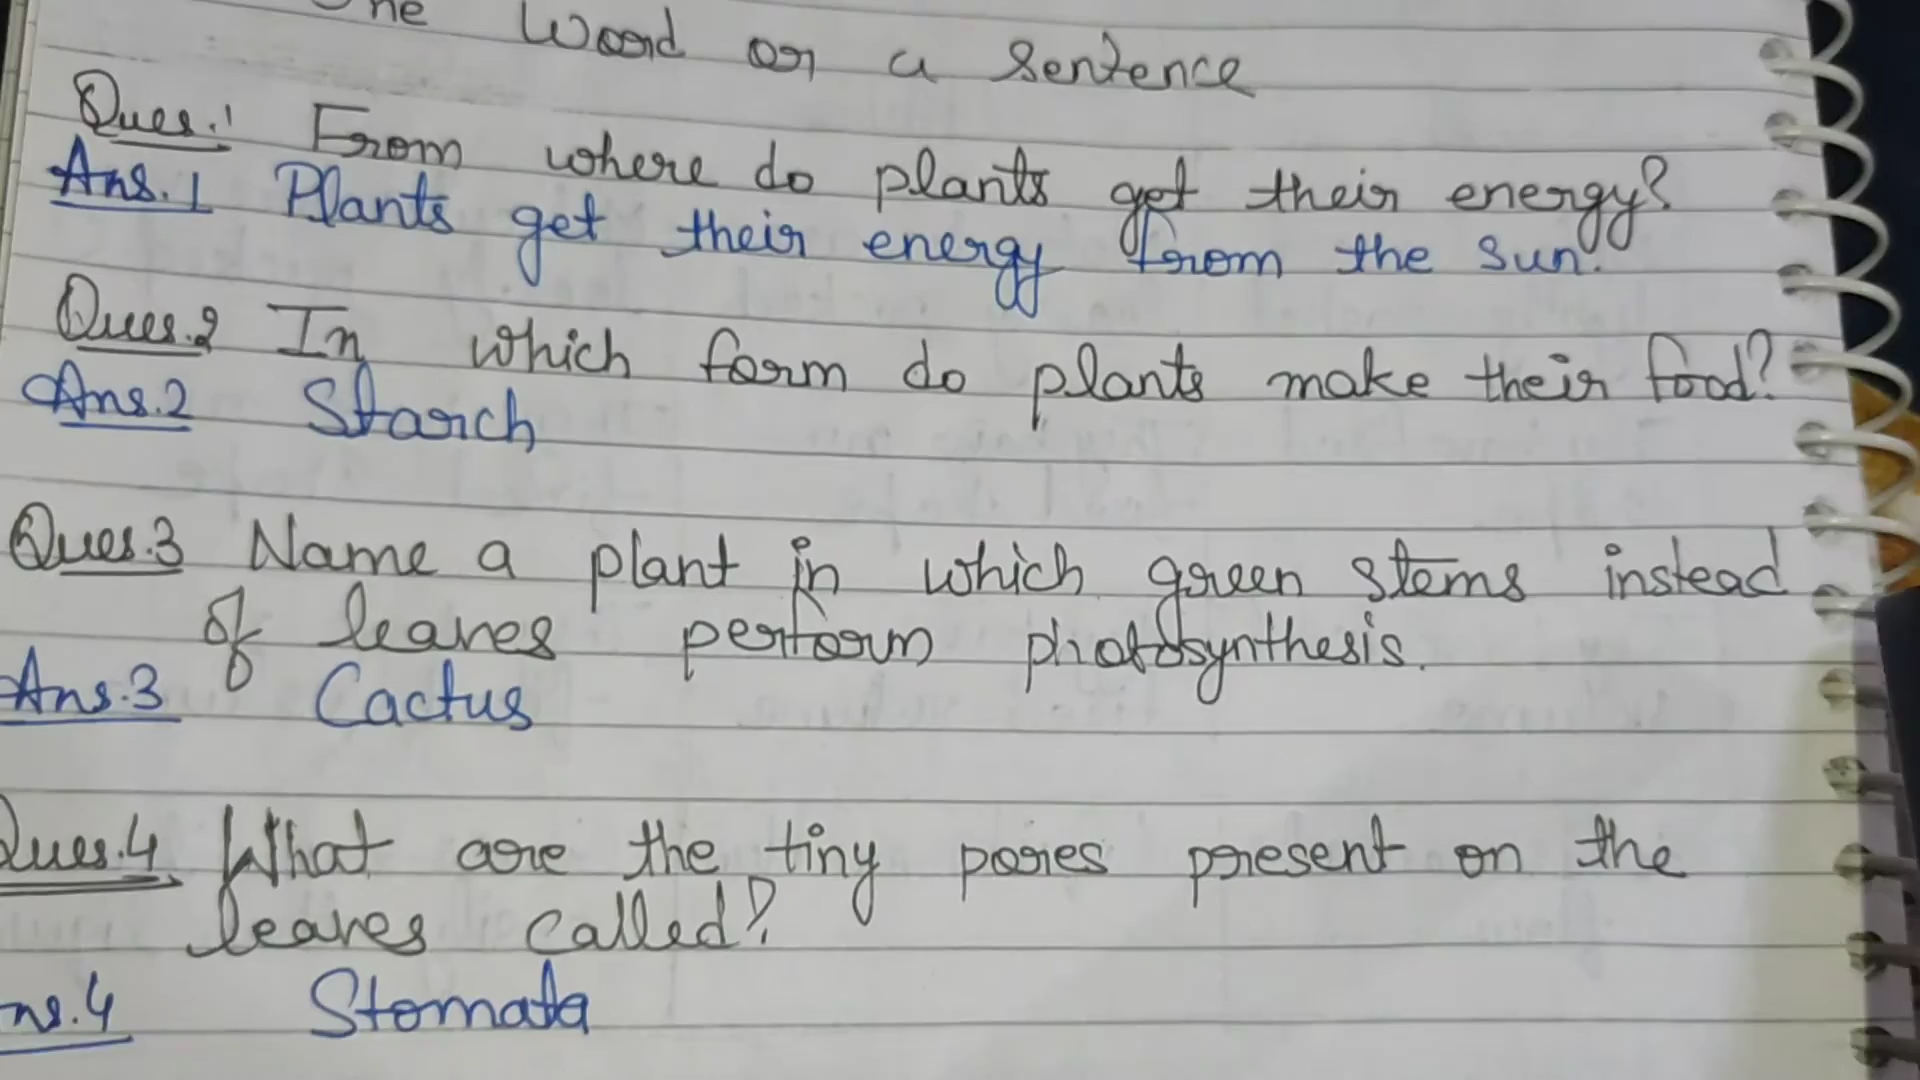 One Word or a Sentence
Ques.1 From where do plants get their energy?
Ans.1 Plants get their energy from the sun.
Ques.2 In which form do plants make their food?
Ans.2 Starch
Ques.3 Name a plant in which green stems instead
of leaves perform photosynthesis.
Ans.3 Cactus
Ques.4 What are the tiny pores present on the
leaves called?
Ans.4 Stomata